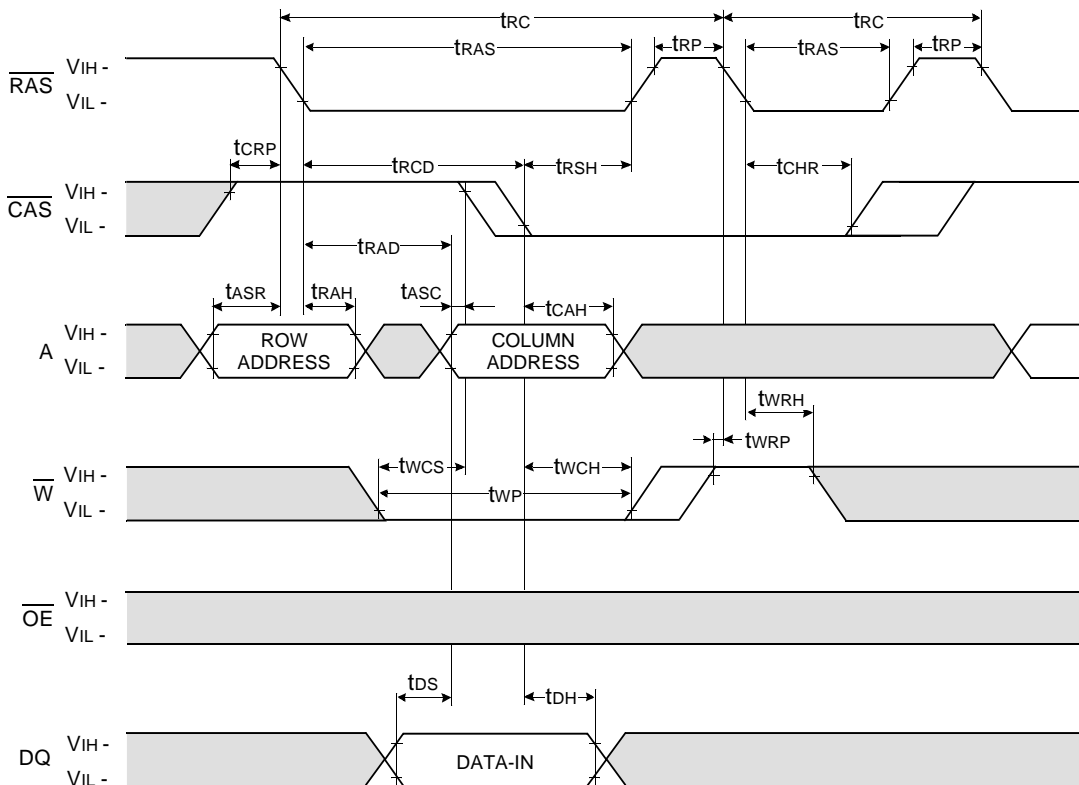 tRC tRC
tRAS tRP tRAS tRP
RAS VIH -
VIL -
tCRP tRCD tRSH tCHR
CAS VIH -
VIL -
tRAD
tASR tRAH tASC tCAH
A VIH -
VIL -
ROW ADDRESS
COLUMN ADDRESS
tWRH
tWRP
W VIH -
VIL -
tWCS tWCH
tWP
OE VIH -
VIL -
tDS tDH
DQ VIH -
VIL -
DATA-IN